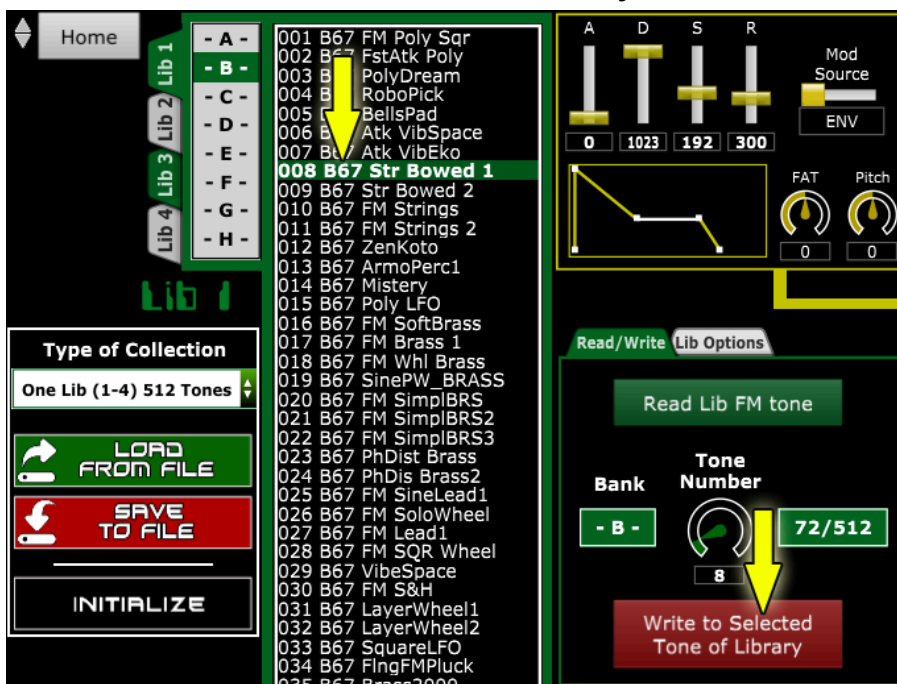 Home
Lib 1
Lib 2
Lib 3
Lib 4
- A -
- B -
- C -
- D -
- E -
- F -
- G -
- H -
Lib 1
Type of Collection
One Lib (1-4) 512 Tones
LOAD
FROM FILE
SAVE
TO FILE
INITIALIZE
001 B67 FM Poly Sqr
002 B67 FstAtk Poly
003 B PolyDream
004 B RoboPick
005 BellsPad
006 B Atk VibSpace
007 B67 Atk VibEko
008 B67 Str Bowed 1
009 B67 Str Bowed 2
010 B67 FM Strings
011 B67 FM Strings 2
012 B67 ZenKoto
013 B67 ArmoPerc1
014 B67 Mistery
015 B67 Poly LFO
016 B67 FM SoftBrass
017 B67 FM Brass 1
018 B67 FM Whl Brass
019 B67 SinePW_BRASS
020 B67 FM SimplBRS
021 B67 FM SimplBRS2
022 B67 FM SimplBRS3
023 B67 PhDist Brass
024 B67 PhDis Brass2
025 B67 FM SineLead1
026 B67 FM SoloWheel
027 B67 FM Lead1
028 B67 FM SQR Wheel
029 B67 VibeSpace
030 B67 FM S&H
031 B67 LayerWheel1
032 B67 LayerWheel2
033 B67 SquareLFO
034 B67 FlngFMPluck
035 B67 Brass2000
A D S R
0 1023 192 300
Mod
Source
ENV
FAT Pitch
0 0
Read/Write Lib Options
Read Lib FM tone
Bank
Tone
Number
- B -
72/512
8
Write to Selected
Tone of Library